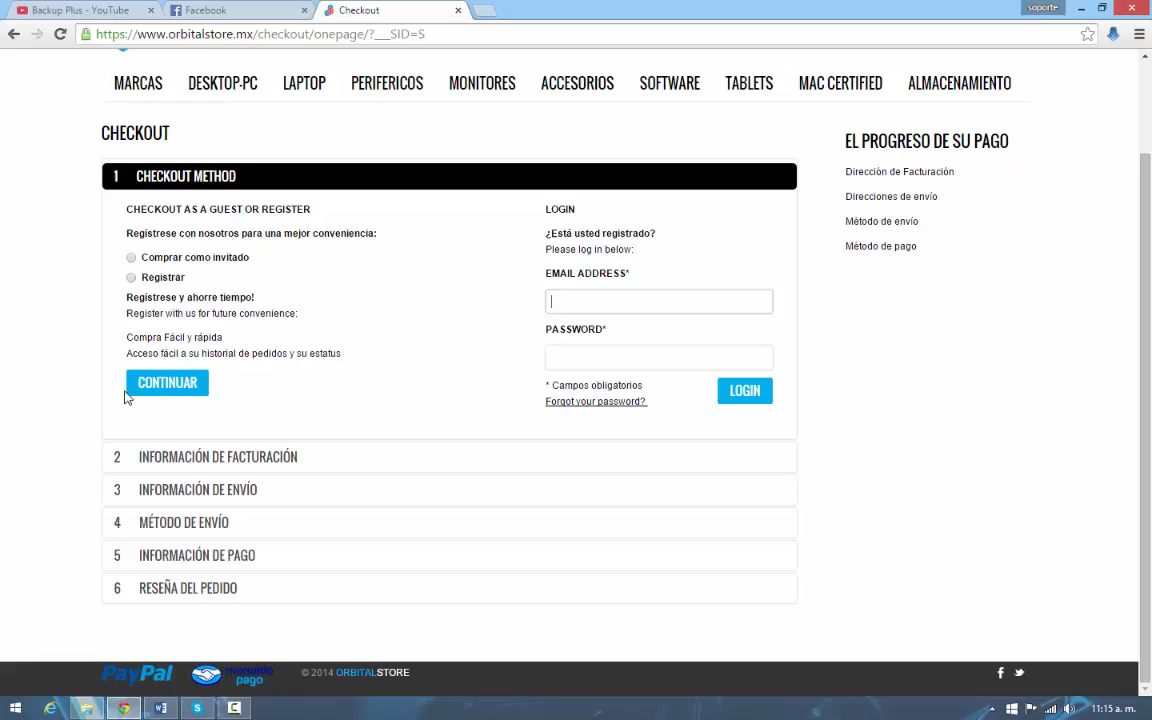 Backup Plus - YouTube
Facebook
Checkout
soporte
https://www.orbitalstore.mx/checkout/onepage/?___SID=S
MARCAS DESKTOP-PC LAPTOP PERIFERICOS MONITORES ACCESORIOS SOFTWARE TABLETS MAC CERTIFIED ALMACENAMIENTO
CHECKOUT
1 CHECKOUT METHOD
CHECKOUT AS A GUEST OR REGISTER
Regístrese con nosotros para una mejor conveniencia:
Comprar como invitado
Registrar
Regístrese y ahorre tiempo!
Register with us for future convenience:
Compra Fácil y rápida
Acceso fácil a su historial de pedidos y su estatus
CONTINUAR
LOGIN
¿Está usted registrado?
Please log in below:
EMAIL ADDRESS*
PASSWORD*
* Campos obligatorios
Forgot your password?
LOGIN
2 INFORMACIÓN DE FACTURACIÓN
3 INFORMACIÓN DE ENVÍO
4 MÉTODO DE ENVÍO
5 INFORMACIÓN DE PAGO
6 RESEÑA DEL PEDIDO
EL PROGRESO DE SU PAGO
Dirección de Facturación
Direcciones de envío
Método de envío
Método de pago
PayPal
mercado
pago
© 2014 ORBITALSTORE
11:15 a. m.